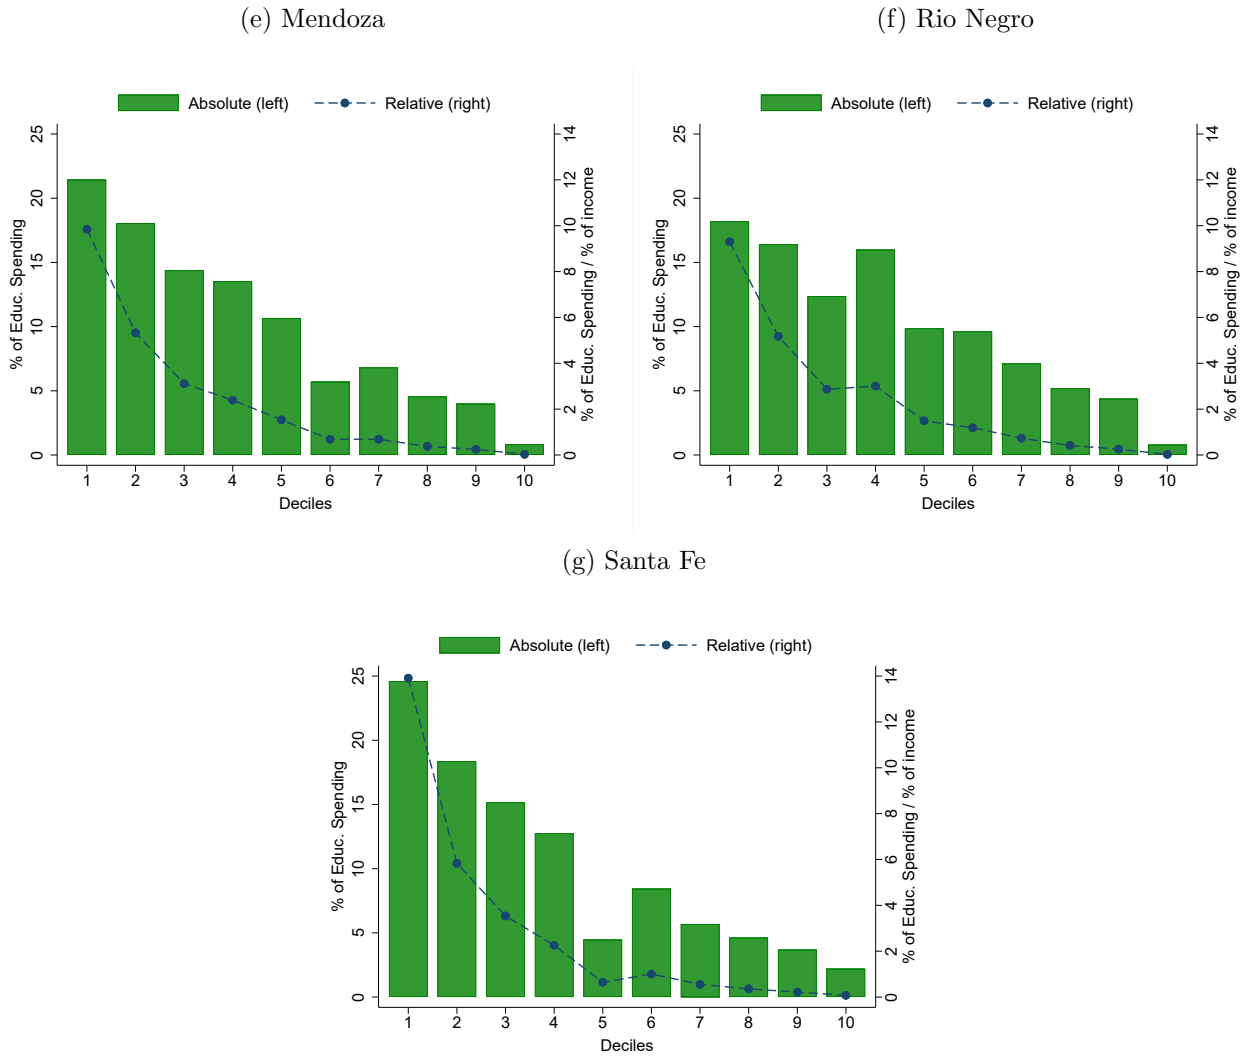 (e) Mendoza
Absolute (left) Relative (right)
% of Educ. Spending
0 5 10 15 20 25
% of Educ. Spending / % of income
0 2 4 6 8 10 12 14
1 2 3 4 5 6 7 8 9 10
Deciles
(f) Rio Negro
Absolute (left) Relative (right)
% of Educ. Spending
0 5 10 15 20 25
% of Educ. Spending / % of income
0 2 4 6 8 10 12 14
1 2 3 4 5 6 7 8 9 10
Deciles
(g) Santa Fe
Absolute (left) Relative (right)
% of Educ. Spending
0 5 10 15 20 25
% of Educ. Spending / % of income
0 2 4 6 8 10 12 14
1 2 3 4 5 6 7 8 9 10
Deciles